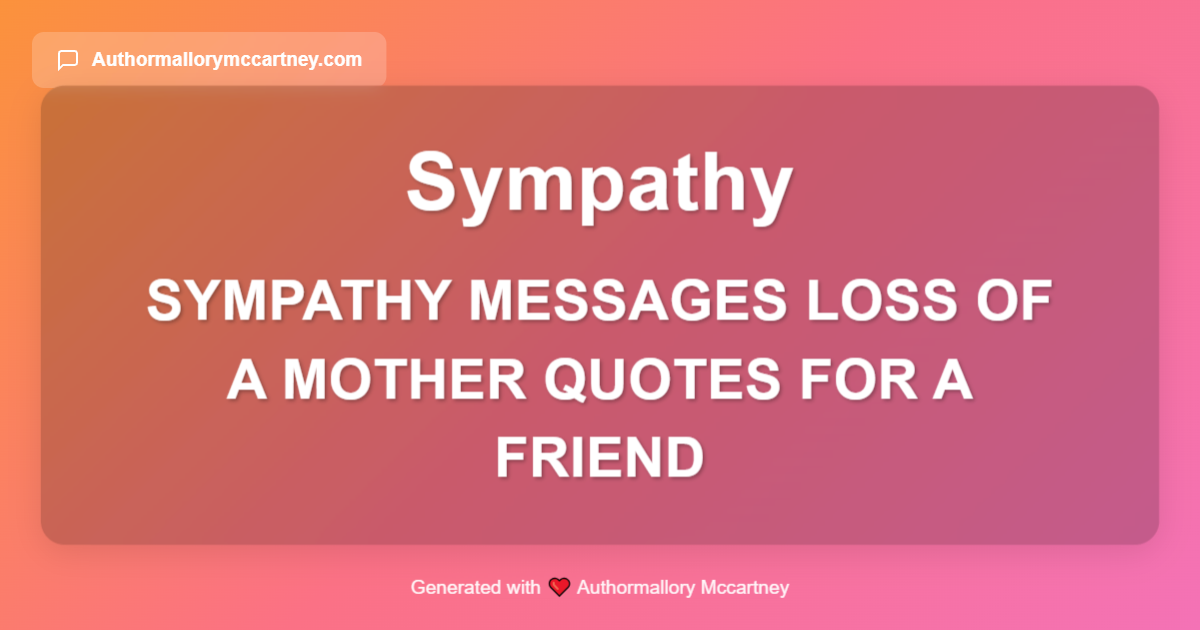 Authormallorymccartney.com
Sympathy
SYMPATHY MESSAGES LOSS OF
A MOTHER QUOTES FOR A
FRIEND
Generated with ❤️ Authormallory Mccartney